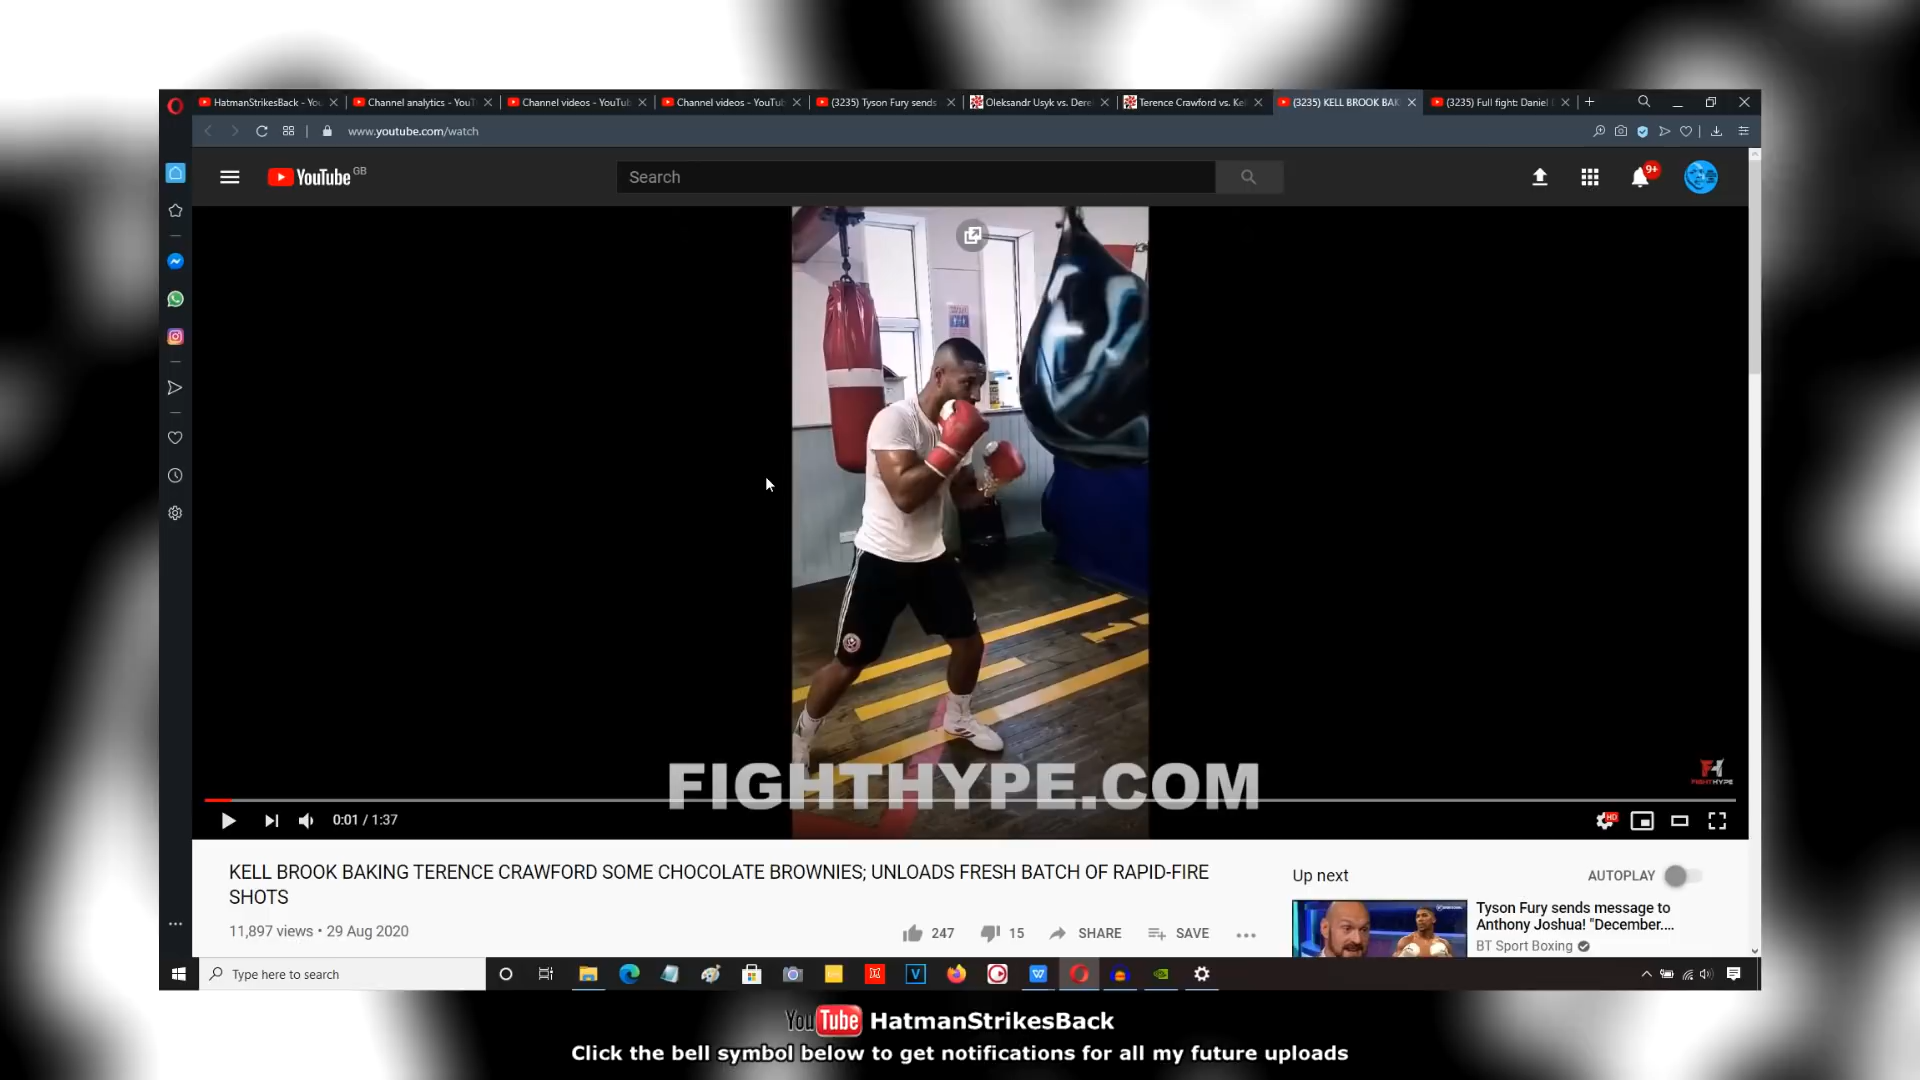 HatmanStrikesBack - You
Channel analytics - YouT
Channel videos - YouTub
Channel videos - YouTub
(3235) Tyson Fury sends
Oleksandr Usyk vs. Dere
Terence Crawford vs. Ke
(3235) KELL BROOK BAK
(3235) Full fight: Daniel
www.youtube.com/watch
YouTube GB
Search
9+
FIGHTHYPE.COM
FH
FIGHTHYPE
0:01 / 1:37
HD
KELL BROOK BAKING TERENCE CRAWFORD SOME CHOCOLATE BROWNIES; UNLOADS FRESH BATCH OF RAPID-FIRE
SHOTS
11,897 views • 29 Aug 2020
247
15
SHARE
SAVE
Up next
AUTOPLAY
Tyson Fury sends message to
Anthony Joshua! "December....
BT Sport Boxing
Type here to search
YouTube HatmanStrikesBack
Click the bell symbol below to get notifications for all my future uploads